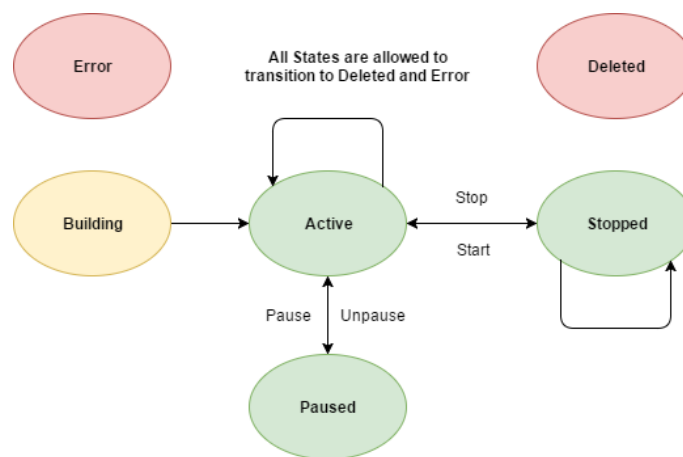 Error
All States are allowed to
transition to Deleted and Error
Deleted
Building
Active
Stop
Start
Stopped
Pause
Unpause
Paused